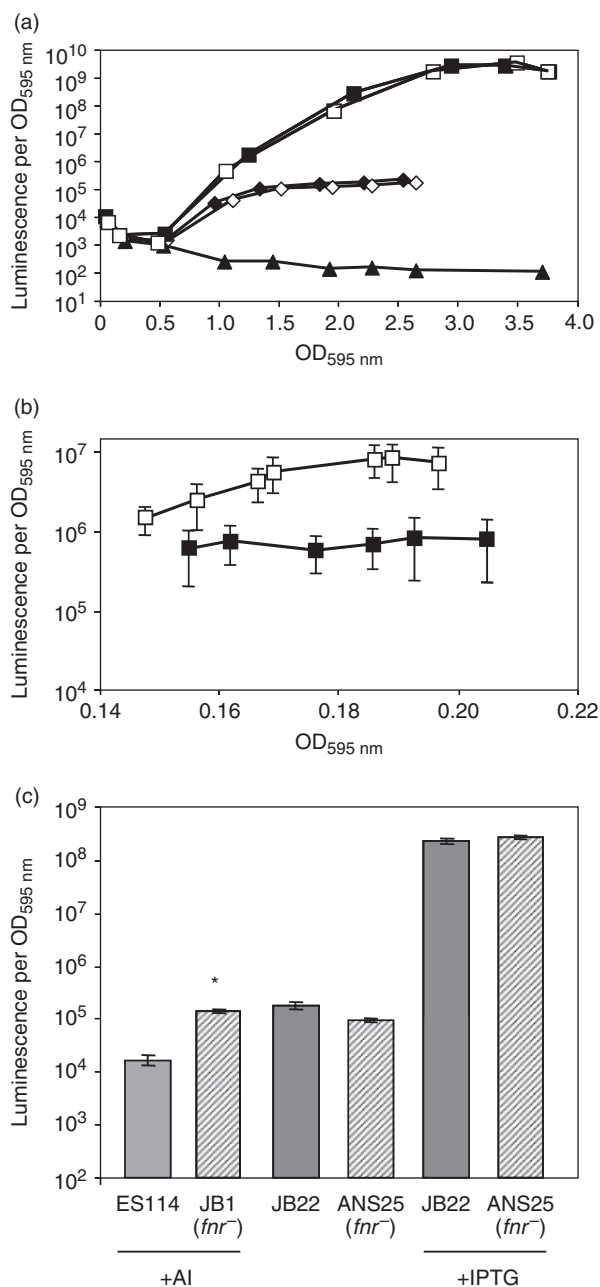 (a)
Luminescence per OD595 nm
10^10
10^9
10^8
10^7
10^6
10^5
10^4
10^3
10^2
10^1
0 0.5 1.0 1.5 2.0 2.5 3.0 3.5 4.0
OD595 nm
(b)
Luminescence per OD595 nm
10^7
10^6
10^5
10^4
0.14 0.16 0.18 0.20 0.22
OD595 nm
(c)
Luminescence per OD595 nm
10^9
10^8
10^7
10^6
10^5
10^4
10^3
10^2
*
ES114 JB1 JB22 ANS25 JB22 ANS25
(fnr–) (fnr–) (fnr–)
+AI +IPTG